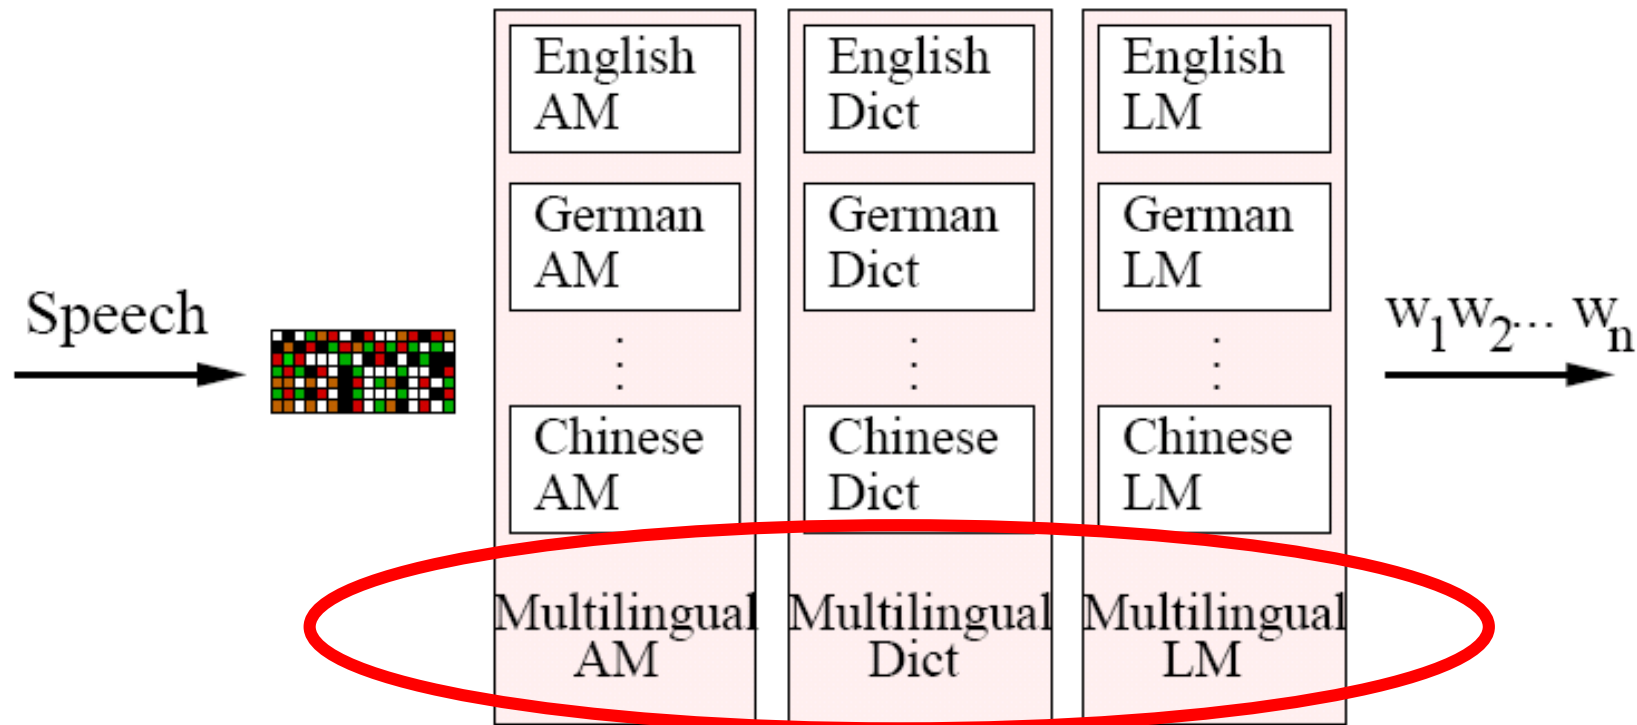 Speech
English
AM
German
AM
⋮
Chinese
AM
Multilingual
AM
English
Dict
German
Dict
⋮
Chinese
Dict
Multilingual
Dict
English
LM
German
LM
⋮
Chinese
LM
Multilingual
LM
w₁w₂... wₙ